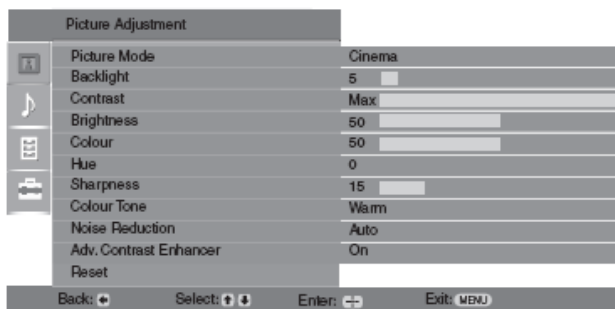 Picture Adjustment
Picture Mode Cinema
Backlight 5
Contrast Max
Brightness 50
Colour 50
Hue 0
Sharpness 15
Colour Tone Warm
Noise Reduction Auto
Adv. Contrast Enhancer On
Reset
Back: Select: Enter: Exit: MENU